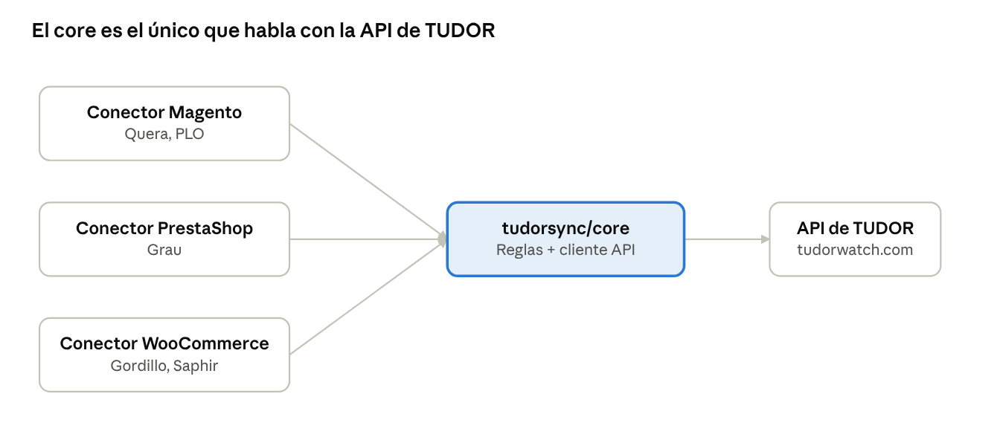 El core es el único que habla con la API de TUDOR
Conector Magento
Quera, PLO
Conector PrestaShop
Grau
Conector WooCommerce
Gordillo, Saphir
tudorsync/core
Reglas + cliente API
API de TUDOR
tudorwatch.com